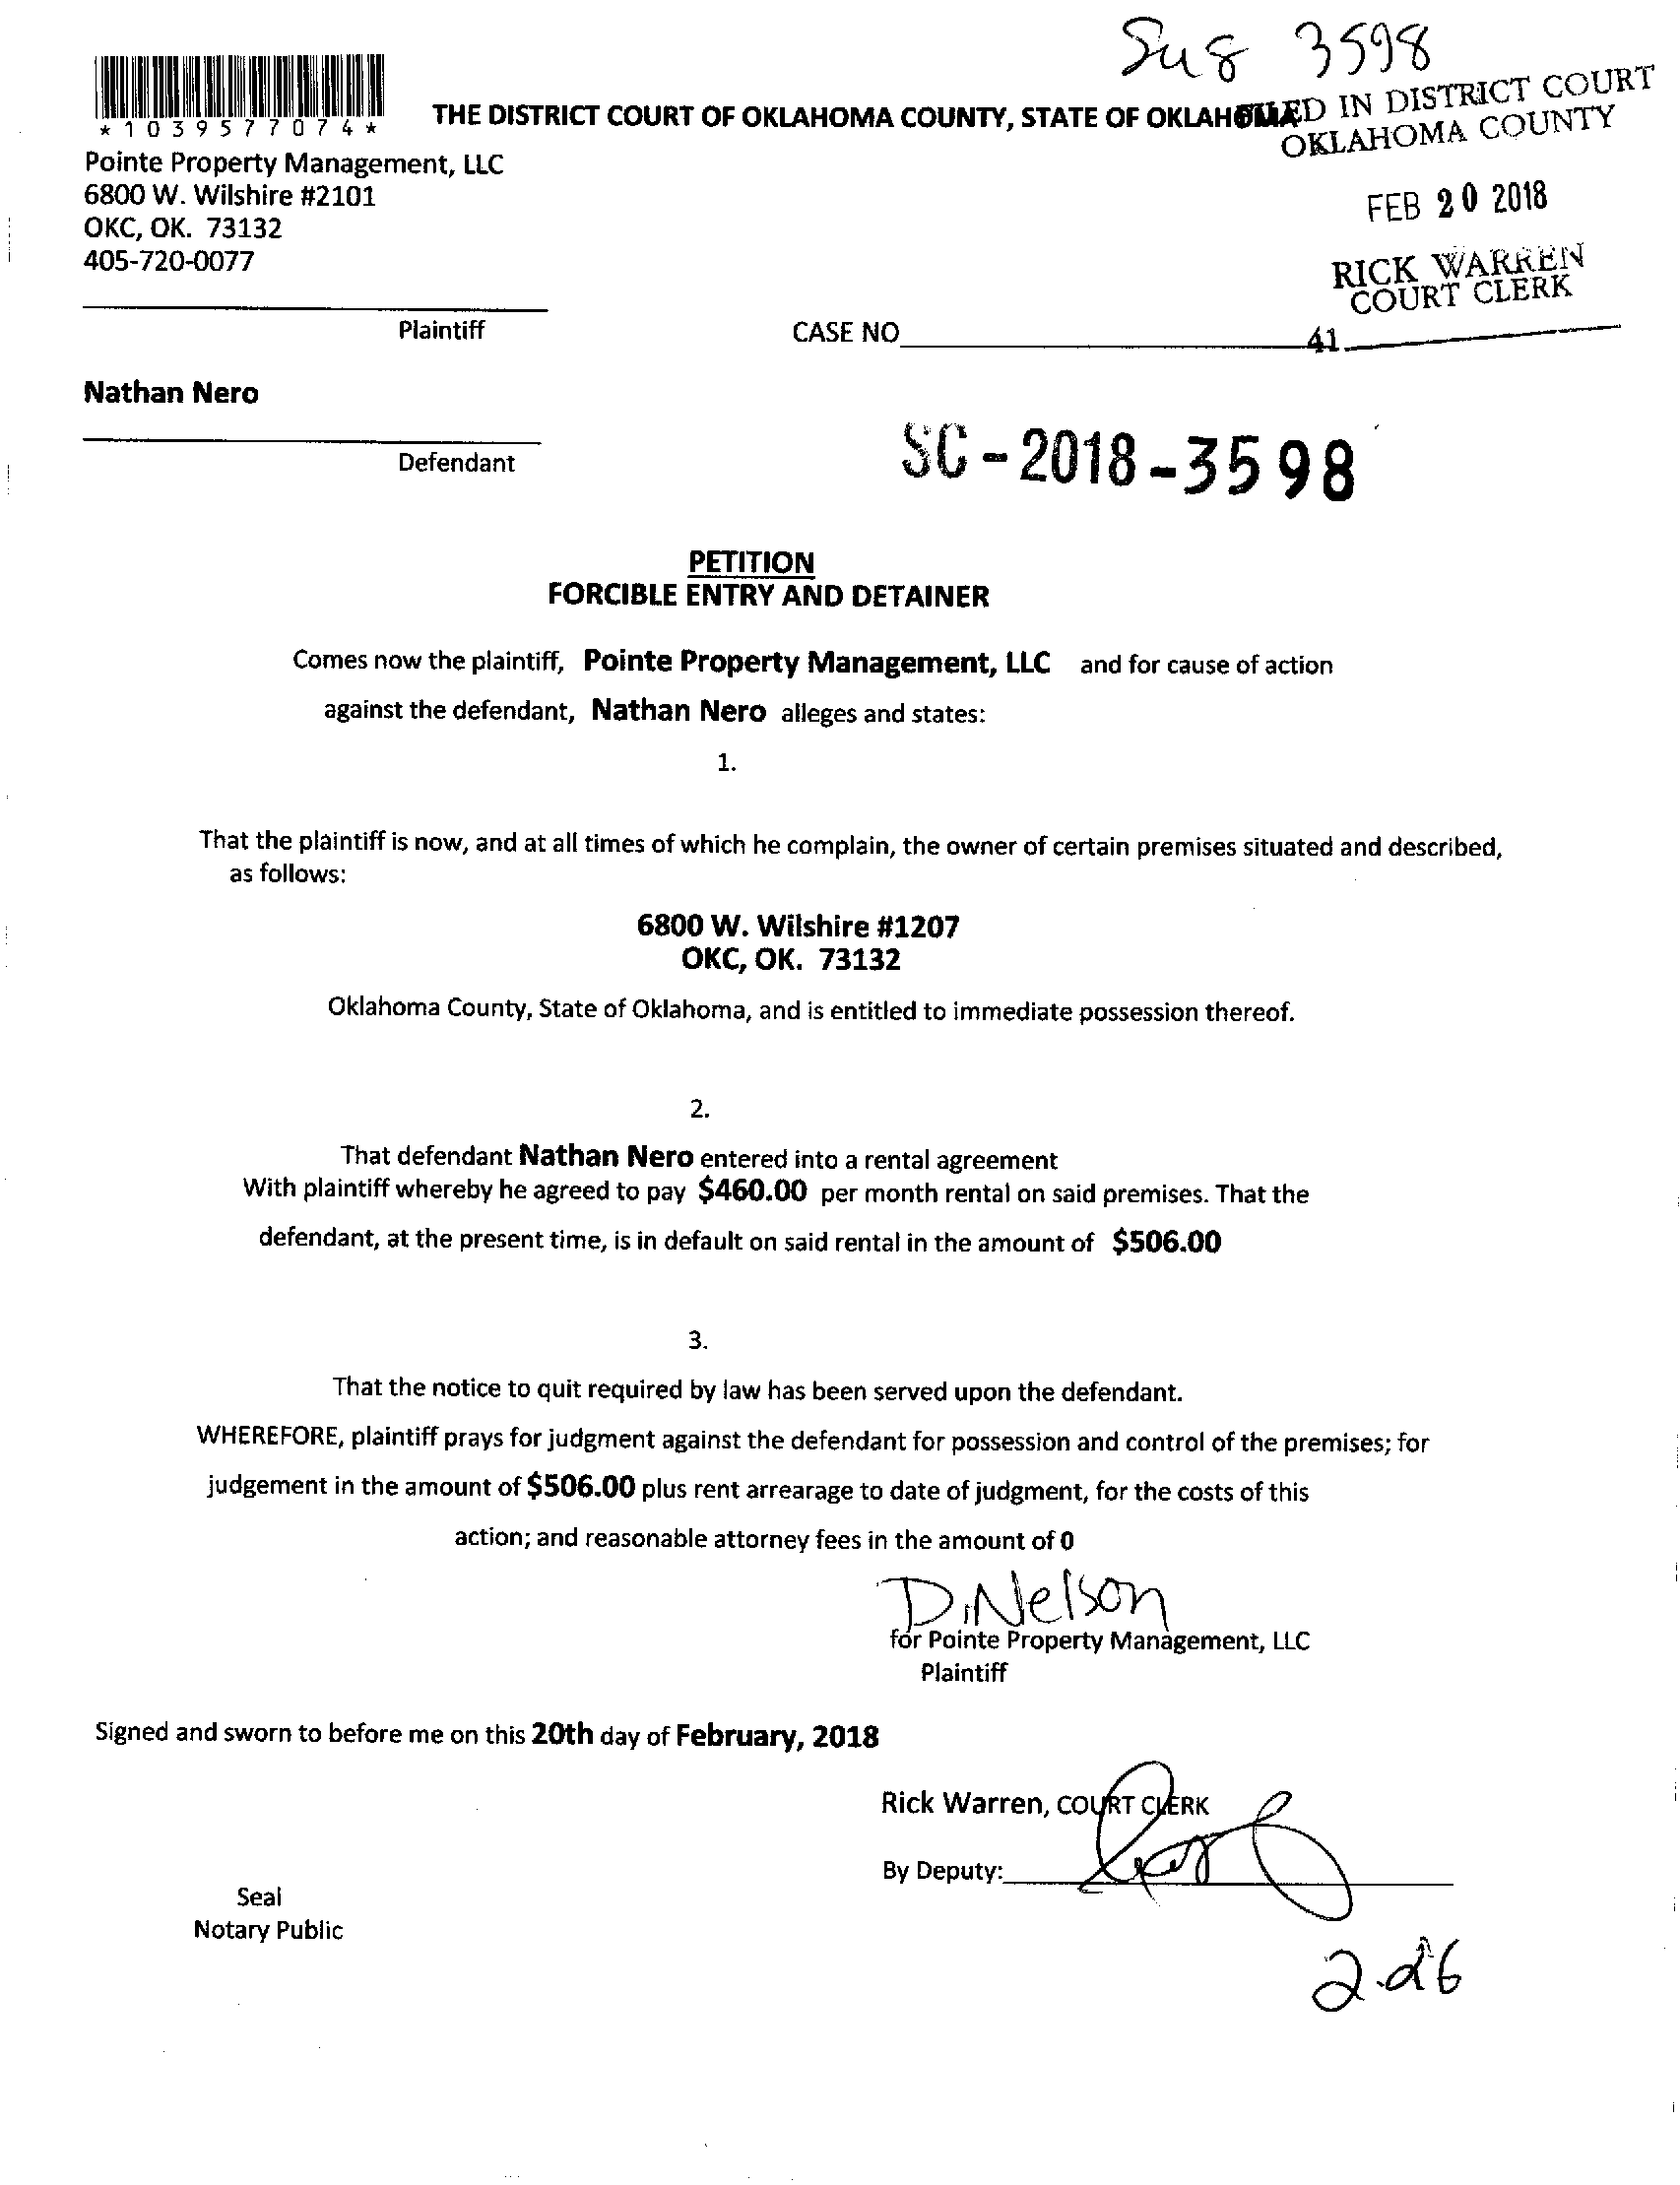 3598
*1039577074*
THE DISTRICT COURT OF OKLAHOMA COUNTY, STATE OF
FILED IN DISTRICT COURT
OKLAHOMA COUNTY
Pointe Property Management, LLC
6800 W. Wilshire #2101
OKC, OK. 73132
405-720-0077
FEB 20 2018
RICK WARREN
COURT CLERK
Plaintiff
CASE NO
41
Nathan Nero
Defendant
SC-2018-3598
PETITION
FORCIBLE ENTRY AND DETAINER
Comes now the plaintiff, Pointe Property Management, LLC and for cause of action
against the defendant, Nathan Nero alleges and states:
1.
That the plaintiff is now, and at all times of which he complain, the owner of certain premises situated and described,
as follows:
6800 W. Wilshire #1207
OKC, OK. 73132
Oklahoma County, State of Oklahoma, and is entitled to immediate possession thereof.
2.
That defendant Nathan Nero entered into a rental agreement
With plaintiff whereby he agreed to pay $460.00 per month rental on said premises. That the
defendant, at the present time, is in default on said rental in the amount of $506.00
3.
That the notice to quit required by law has been served upon the defendant.
WHEREFORE, plaintiff prays for judgment against the defendant for possession and control of the premises; for
judgement in the amount of $506.00 plus rent arrearage to date of judgment, for the costs of this
action; and reasonable attorney fees in the amount of 0
D. Nelson
for Pointe Property Management, LLC
Plaintiff
Signed and sworn to before me on this 20th day of February, 2018
Rick Warren, COURT CLERK
By Deputy:
Seal
Notary Public
2-26